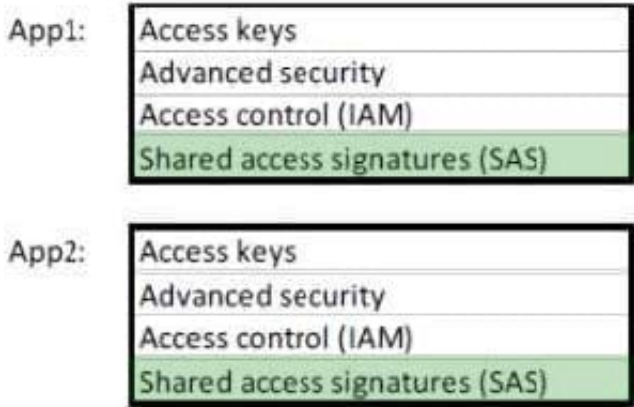 App1:
Access keys
Advanced security
Access control (IAM)
Shared access signatures (SAS)
App2:
Access keys
Advanced security
Access control (IAM)
Shared access signatures (SAS)